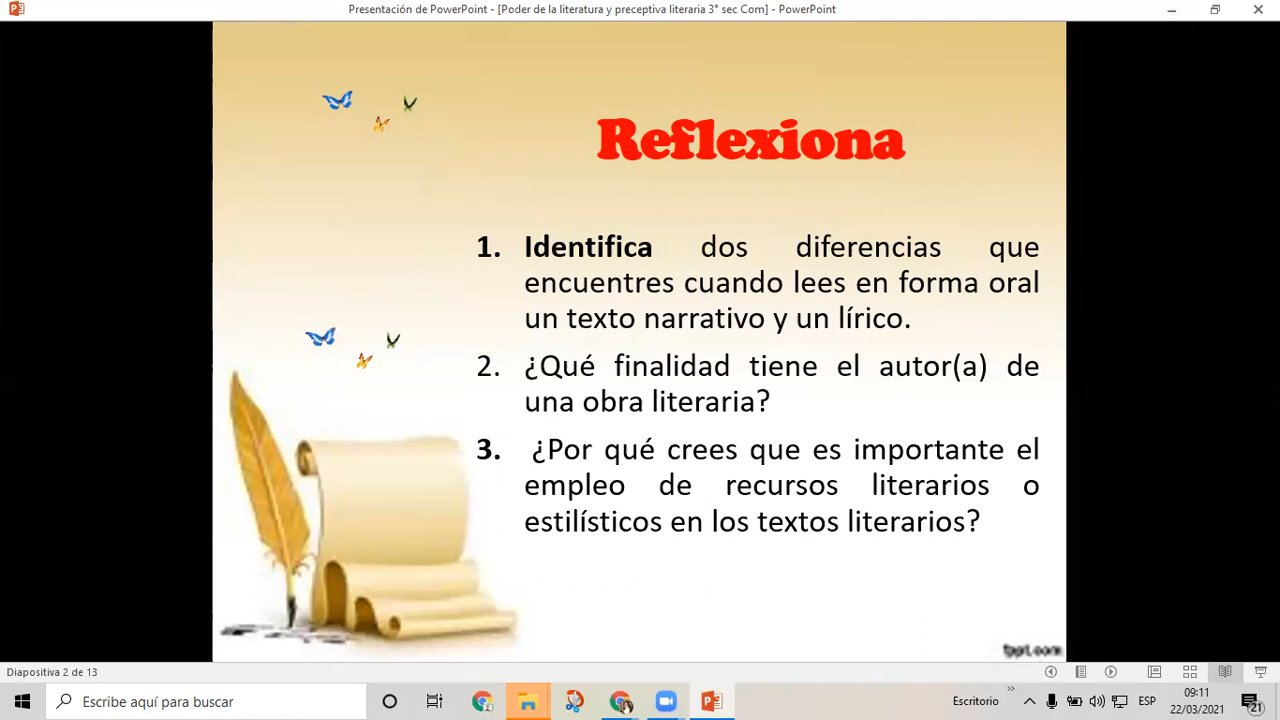 Presentación de PowerPoint - [Poder de la literatura y preceptiva literaria 3° sec Com] - PowerPoint
Reflexiona
1. Identifica dos diferencias que
encuentres cuando lees en forma oral
un texto narrativo y un lírico.
2. ¿Qué finalidad tiene el autor(a) de
una obra literaria?
3. ¿Por qué crees que es importante el
empleo de recursos literarios o
estilísticos en los textos literarios?
Diapositiva 2 de 13
Escribe aquí para buscar
Escritorio
ESP
09:11
22/03/2021
21